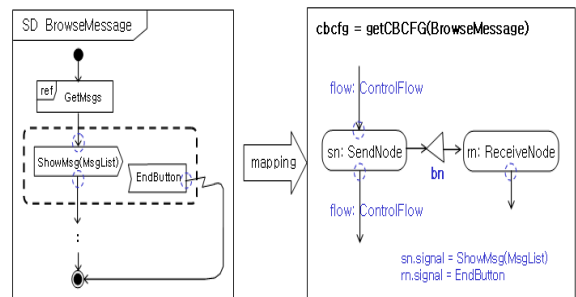 SD BrowseMessage
ref
GetMsgs
ShowMsg(MsgList)
EndButton
:
mapping
cbcfg = getCBCFG(BrowseMessage)
flow: ControlFlow
sn: SendNode
rn: ReceiveNode
bn
flow: ControlFlow
sn.signal = ShowMsg(MsgList)
rn.signal = EndButton